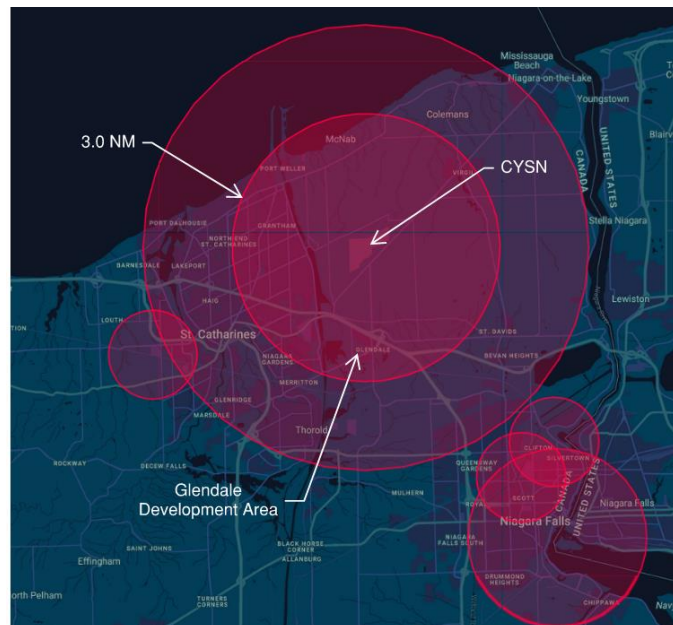 Mississauga
Beach
Niagara-on-the-Lake
Youngstown
Colemans
McNab
3.0 NM
CYSN
PORT WELLER
VIRGIL
CANADA
UNITED STATES
Stella Niagara
PORT DALHOUSIE
GRANTHAM
NORTH END
ST. CATHARINES
BARNESDALE
LAKEPORT
HAIG
Lewiston
LOUTH
St. Catharines
ST. DAVIDS
GLENDALE
BEVAN HEIGHTS
NIAGARA
GARDENS
MERRITTON
GLENRIDGE
MARSDALE
Thorold
CLIFTON
SILVERTOWN
ROCKWAY
DECEW FALLS
QUEENSWAY
GARDENS
Glendale
Development Area
MULHERN
SCOTT
CANADA
UNITED STATES
Niagara Falls
Niagara Falls
BLACK HORSE
CORNER
ALLANBURG
NIAGARA
FALLS SOUTH
SAINT JOHNS
Effingham
DRUMMOND
HEIGHTS
orth Pelham
TURNERS
CORNERS
CHIPPAWA